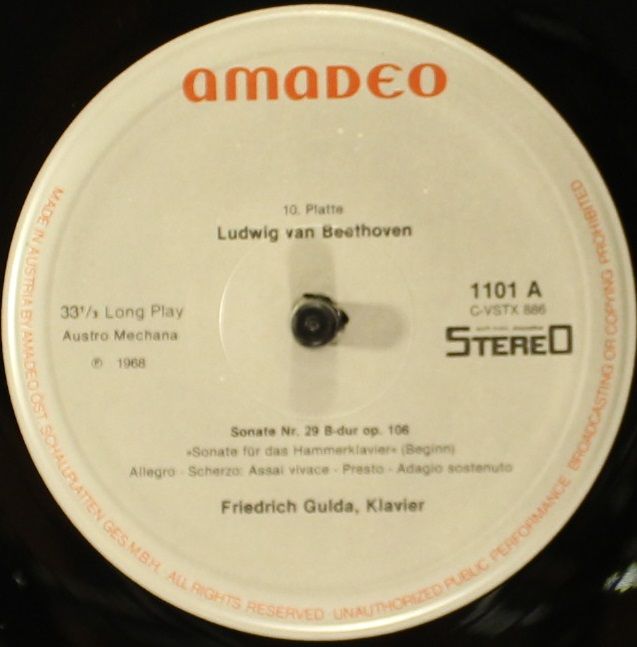 amaDEO
10. Platte
Ludwig van Beethoven
33 1/3 Long Play
Austro Mechana
℗ 1968
1101 A
C-VSTX 886
STEREO
Sonate Nr. 29 B-dur op. 106
»Sonate für das Hammerklavier« (Beginn)
Allegro - Scherzo: Assai vivace - Presto - Adagio sostenuto
Friedrich Gulda, Klavier
MADE IN AUSTRIA BY AMADEO ÖST. SCHALLPLATTEN GES.M.B.H. ALL RIGHTS RESERVED UNAUTHORIZED PUBLIC PERFORMANCE BROADCASTING OR COPYING PROHIBITED